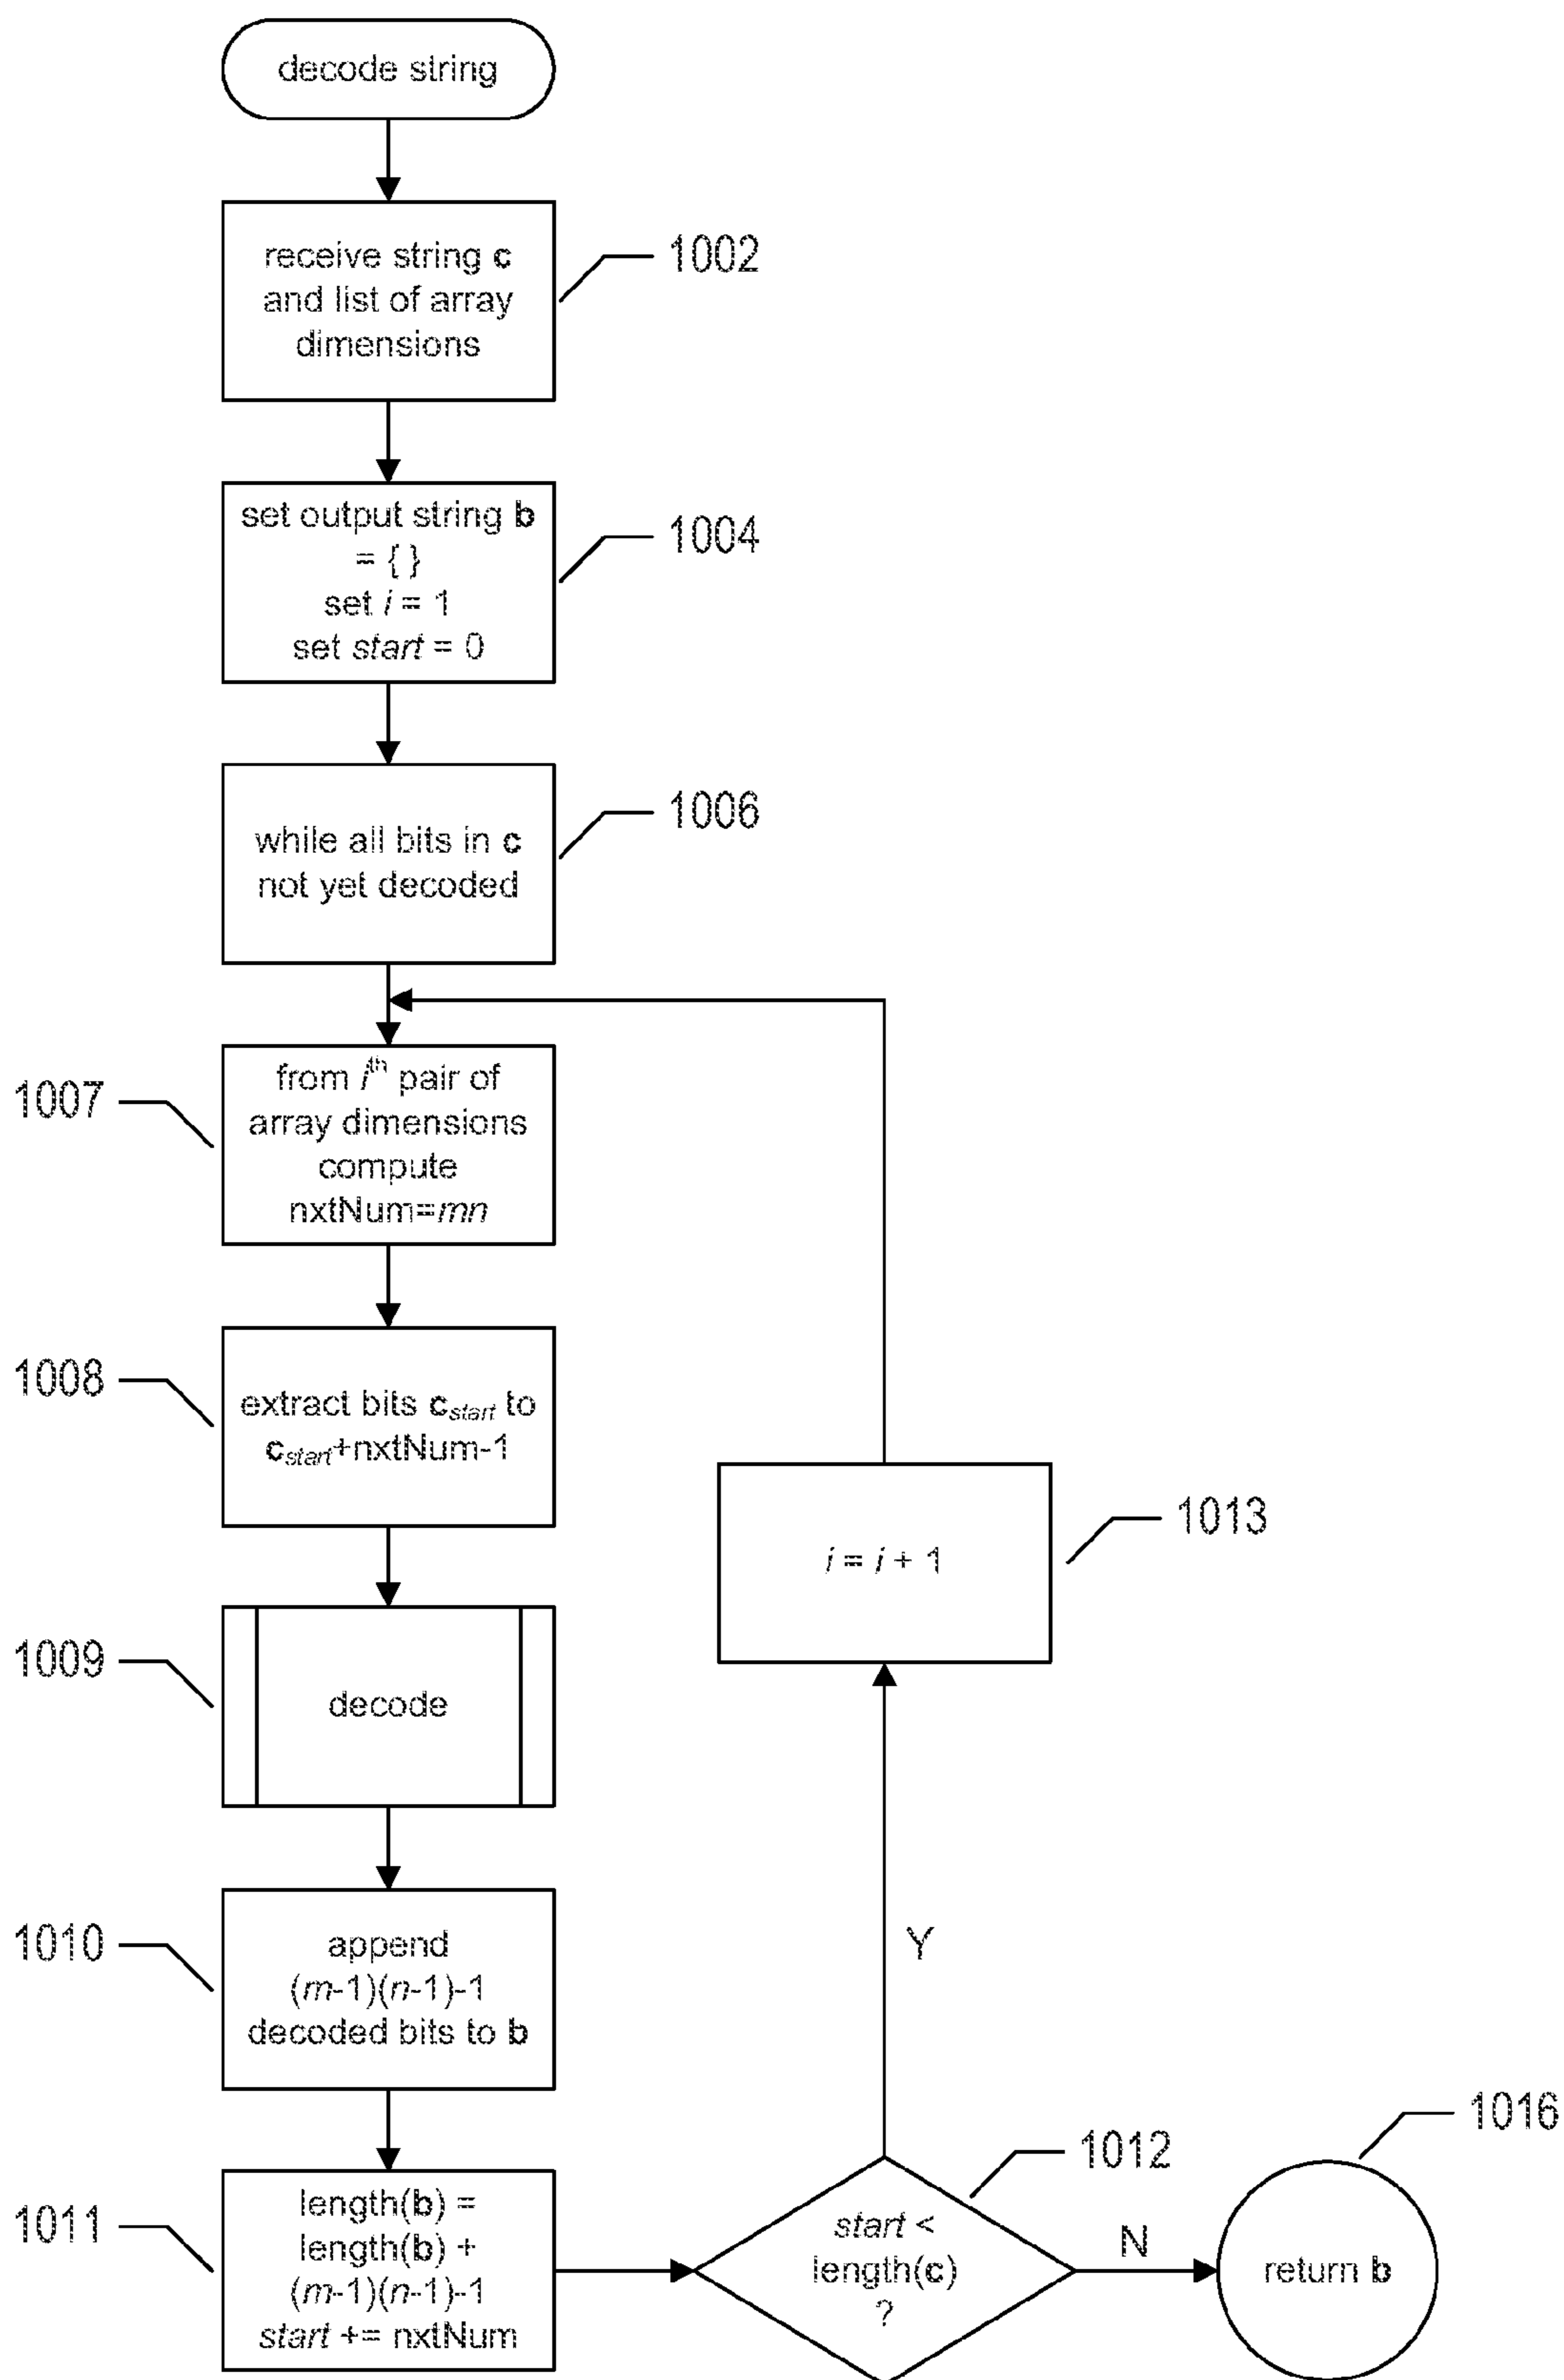 decode string
receive string c
and list of array
dimensions
1002
set output string b
= { }
set i = 1
set start = 0
1004
while all bits in c
not yet decoded
1006
1007
from ith pair of
array dimensions
compute
nxtNum=mn
1008
extract bits cstart to
cstart+nxtNum-1
i = i + 1
1013
1009
decode
1010
append
(m-1)(n-1)-1
decoded bits to b
Y
1011
length(b) =
length(b) +
(m-1)(n-1)-1
start += nxtNum
1012
start <
length(c)
?
N
1016
return b